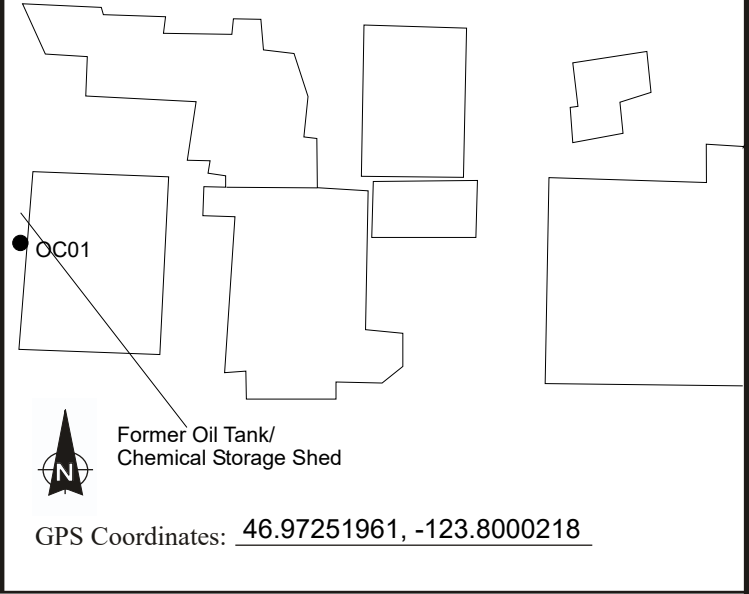 OC01
Former Oil Tank/
Chemical Storage Shed
N
GPS Coordinates: 46.97251961, -123.8000218